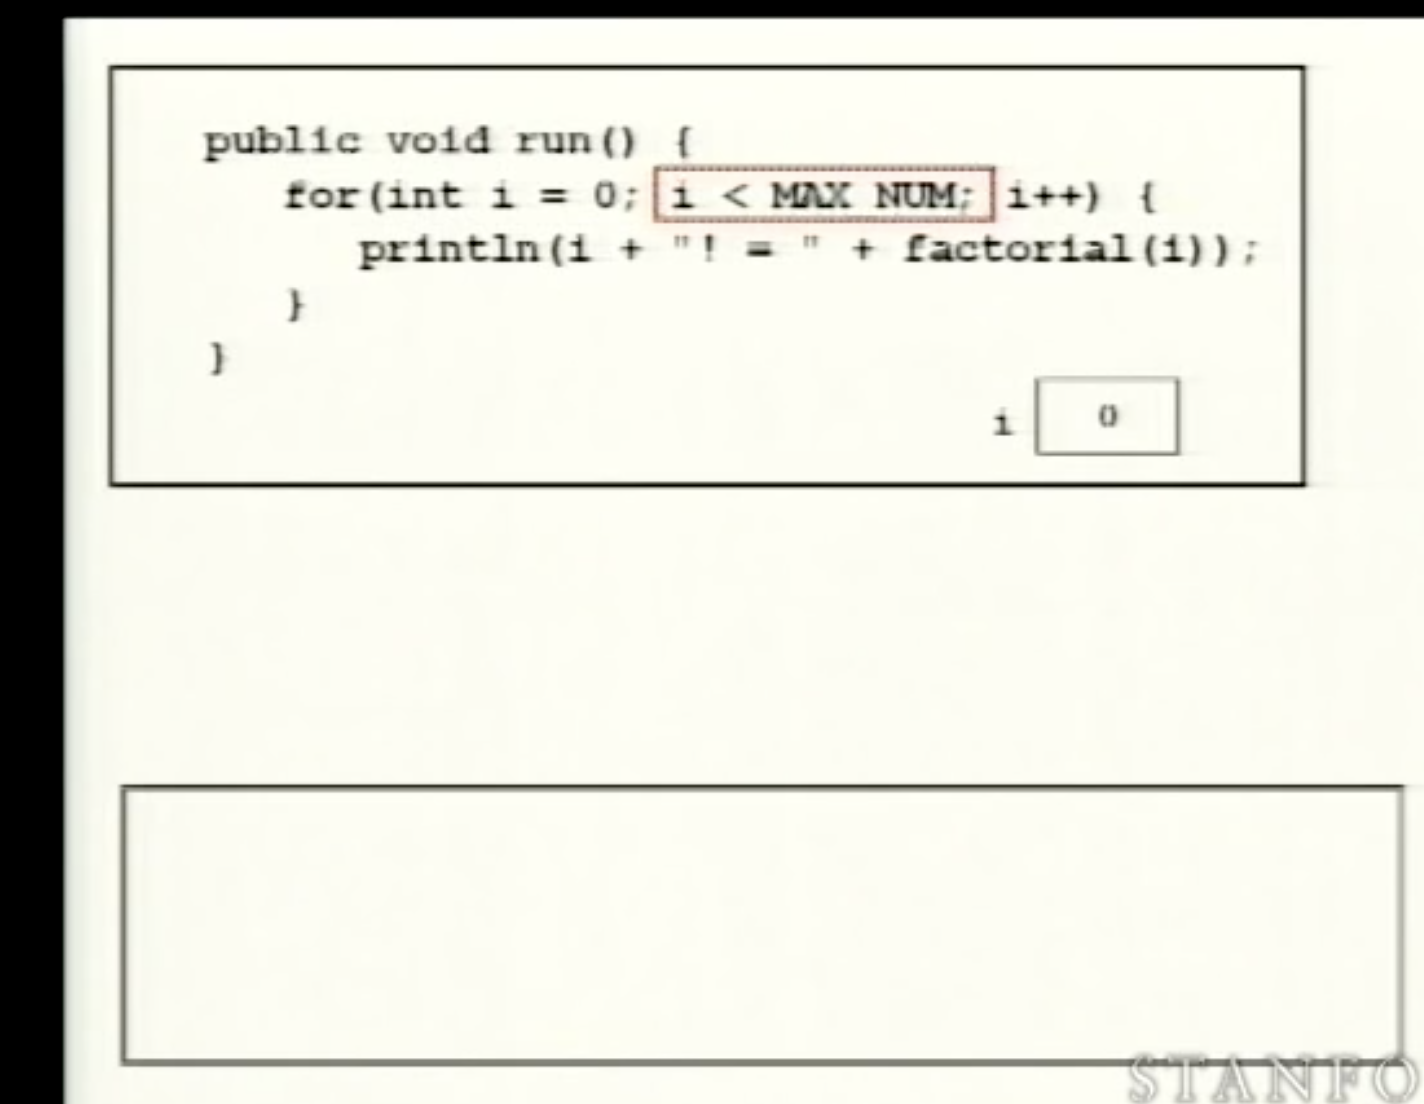 public void run() {
for(int i = 0; i < MAX NUM; i++) {
println(i + "! = " + factorial(i));
}
}
i 0
STANFO